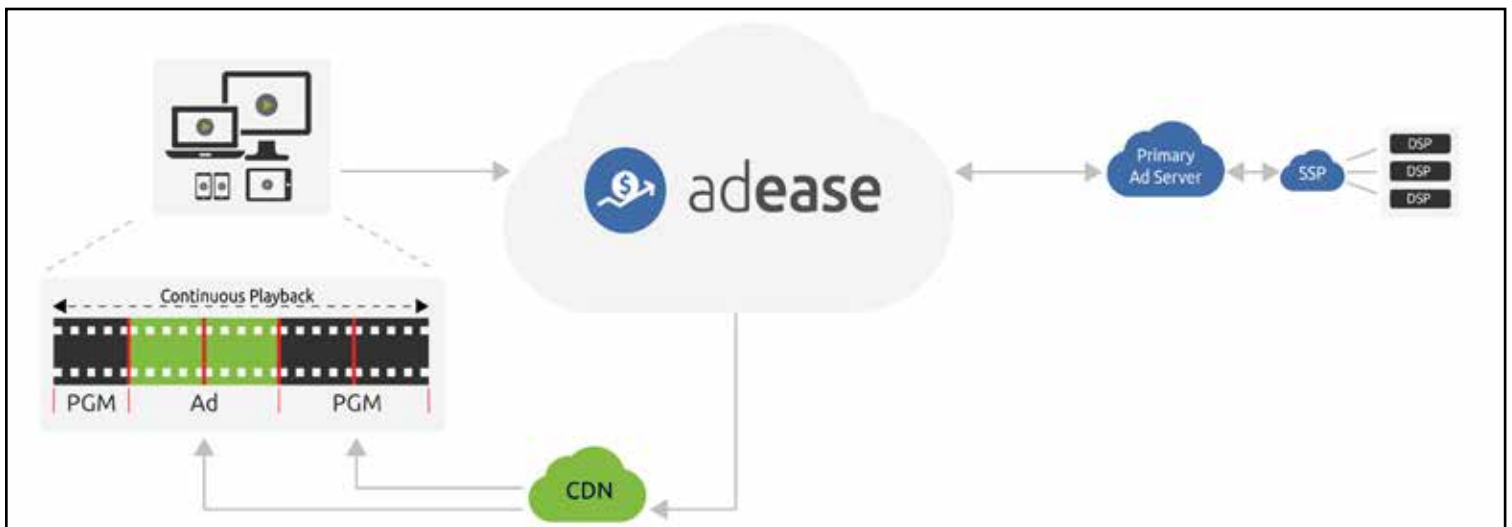 adease
Primary
Ad Server
SSP
DSP
DSP
DSP
Continuous Playback
PGM Ad PGM
CDN